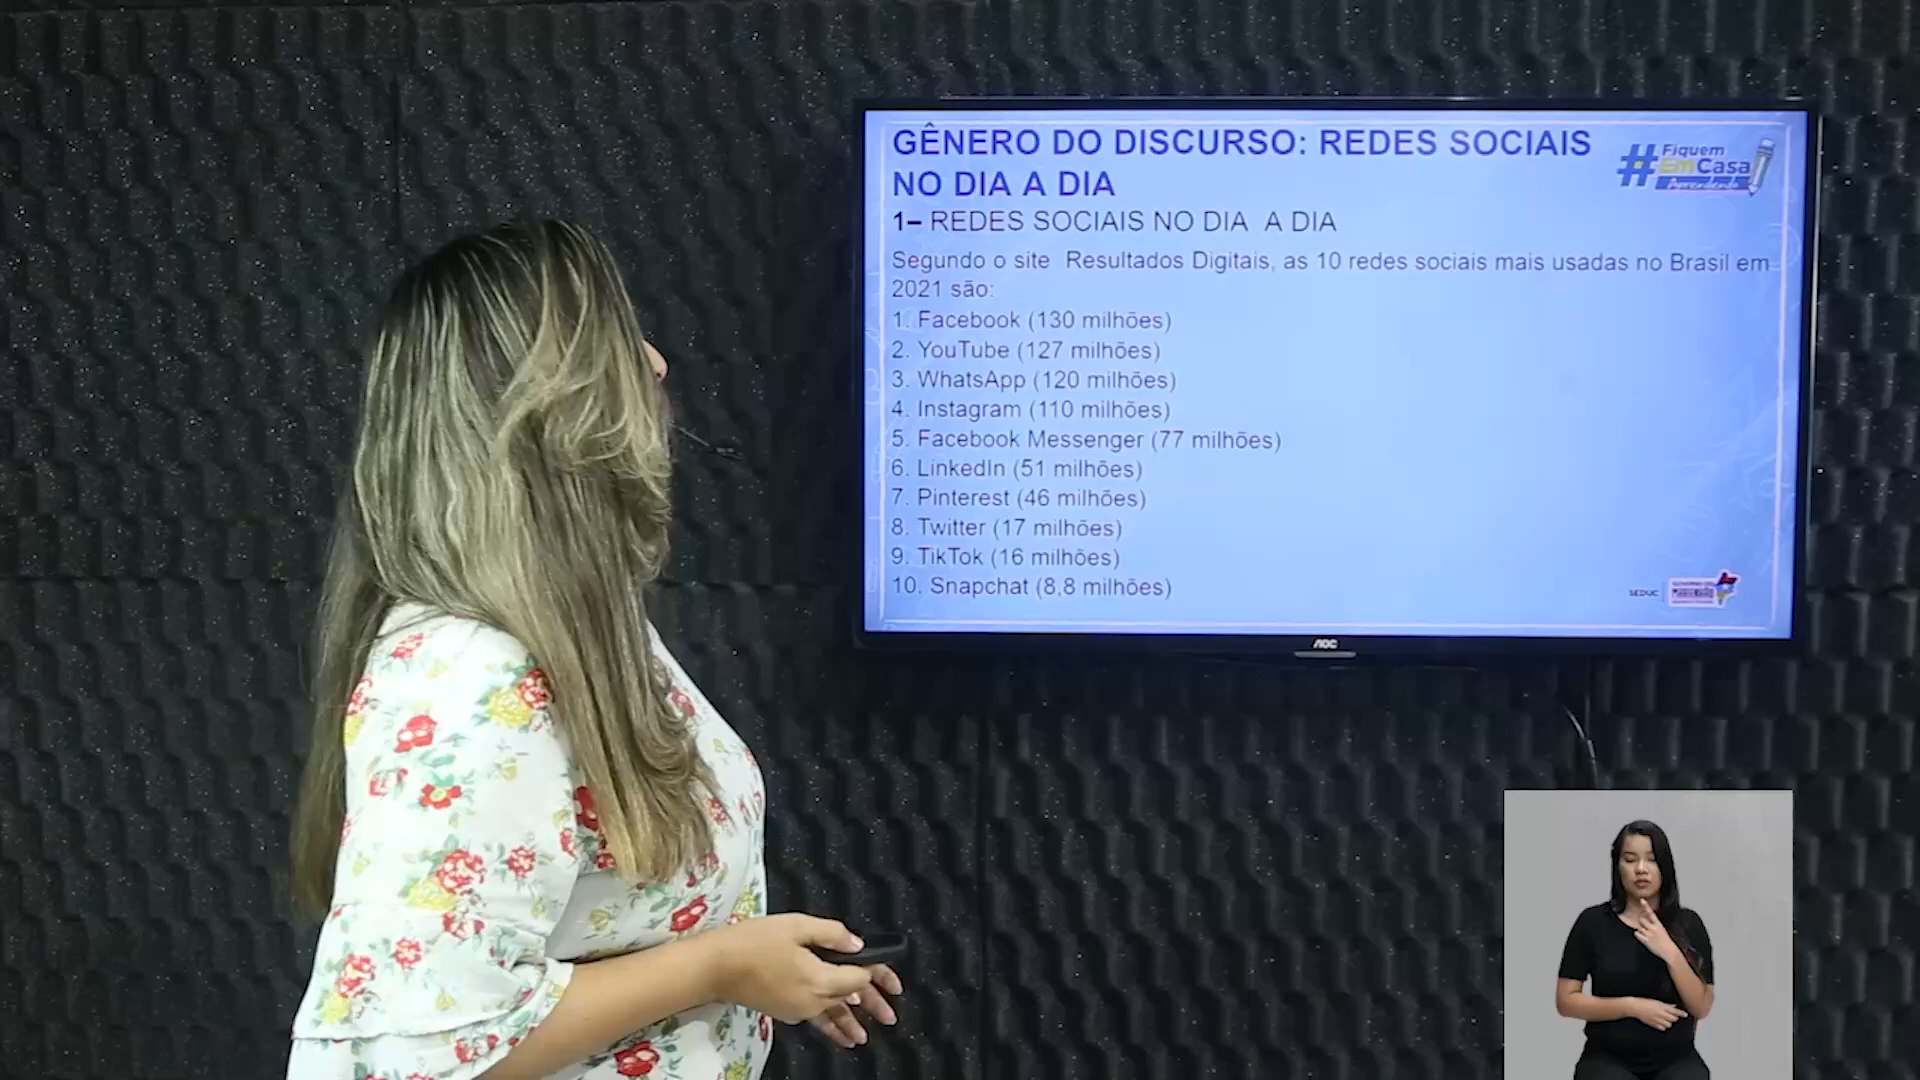 GÊNERO DO DISCURSO: REDES SOCIAIS
NO DIA A DIA
#Fiquem
EmCasa
Aprendendo
1– REDES SOCIAIS NO DIA A DIA
Segundo o site Resultados Digitais, as 10 redes sociais mais usadas no Brasil em
2021 são:
1. Facebook (130 milhões)
2. YouTube (127 milhões)
3. WhatsApp (120 milhões)
4. Instagram (110 milhões)
5. Facebook Messenger (77 milhões)
6. LinkedIn (51 milhões)
7. Pinterest (46 milhões)
8. Twitter (17 milhões)
9. TikTok (16 milhões)
10. Snapchat (8,8 milhões)
SEDUC
AOC